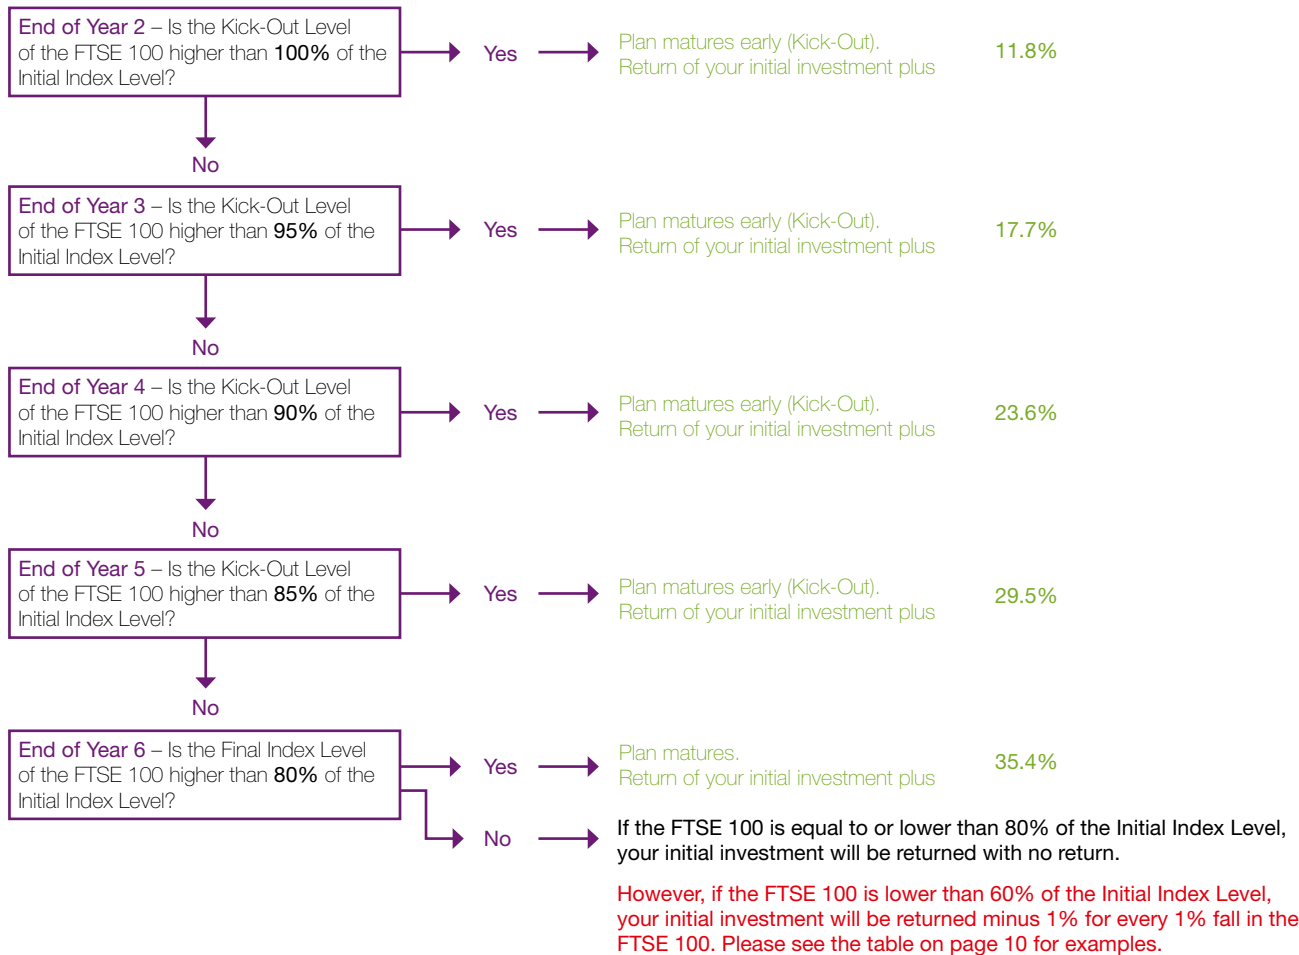 End of Year 2 – Is the Kick-Out Level
of the FTSE 100 higher than 100% of the
Initial Index Level?
Yes
Plan matures early (Kick-Out).
Return of your initial investment plus
11.8%
No
End of Year 3 – Is the Kick-Out Level
of the FTSE 100 higher than 95% of the
Initial Index Level?
Yes
Plan matures early (Kick-Out).
Return of your initial investment plus
17.7%
No
End of Year 4 – Is the Kick-Out Level
of the FTSE 100 higher than 90% of the
Initial Index Level?
Yes
Plan matures early (Kick-Out).
Return of your initial investment plus
23.6%
No
End of Year 5 – Is the Kick-Out Level
of the FTSE 100 higher than 85% of the
Initial Index Level?
Yes
Plan matures early (Kick-Out).
Return of your initial investment plus
29.5%
No
End of Year 6 – Is the Final Index Level
of the FTSE 100 higher than 80% of the
Initial Index Level?
Yes
Plan matures.
Return of your initial investment plus
35.4%
No
If the FTSE 100 is equal to or lower than 80% of the Initial Index Level,
your initial investment will be returned with no return.
However, if the FTSE 100 is lower than 60% of the Initial Index Level,
your initial investment will be returned minus 1% for every 1% fall in the
FTSE 100. Please see the table on page 10 for examples.